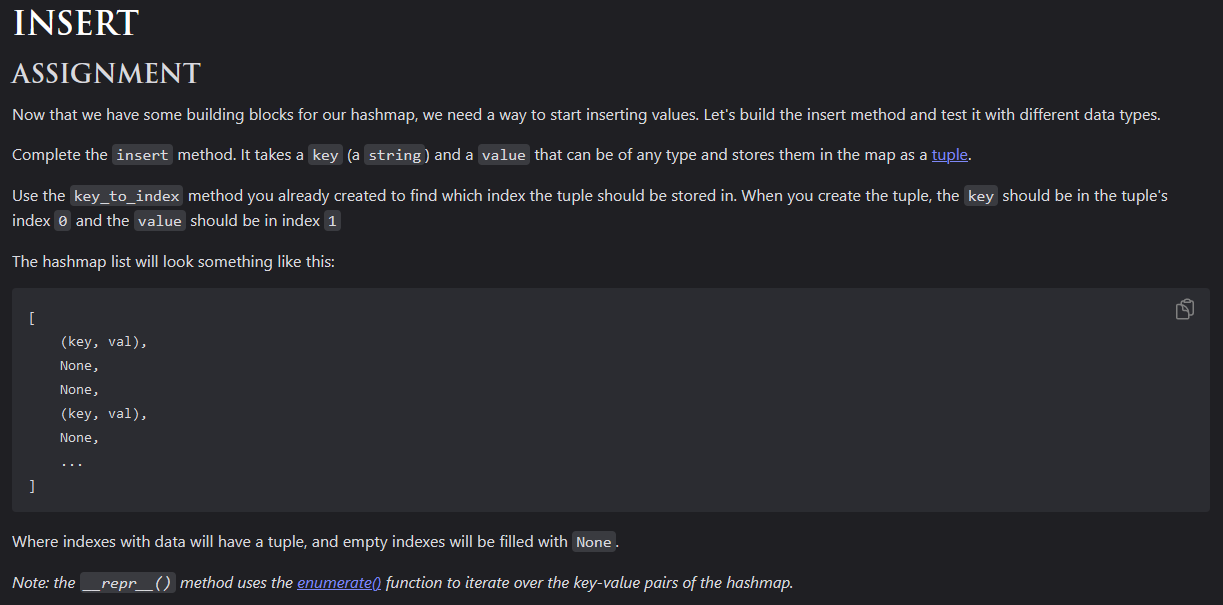 INSERT
ASSIGNMENT
Now that we have some building blocks for our hashmap, we need a way to start inserting values. Let's build the insert method and test it with different data types.
Complete the insert method. It takes a key (a string) and a value that can be of any type and stores them in the map as a tuple.
Use the key_to_index method you already created to find which index the tuple should be stored in. When you create the tuple, the key should be in the tuple's
index 0 and the value should be in index 1
The hashmap list will look something like this:
[
    (key, val),
    None,
    None,
    (key, val),
    None,
    ...
]
Where indexes with data will have a tuple, and empty indexes will be filled with None.
Note: the __repr__() method uses the enumerate() function to iterate over the key-value pairs of the hashmap.